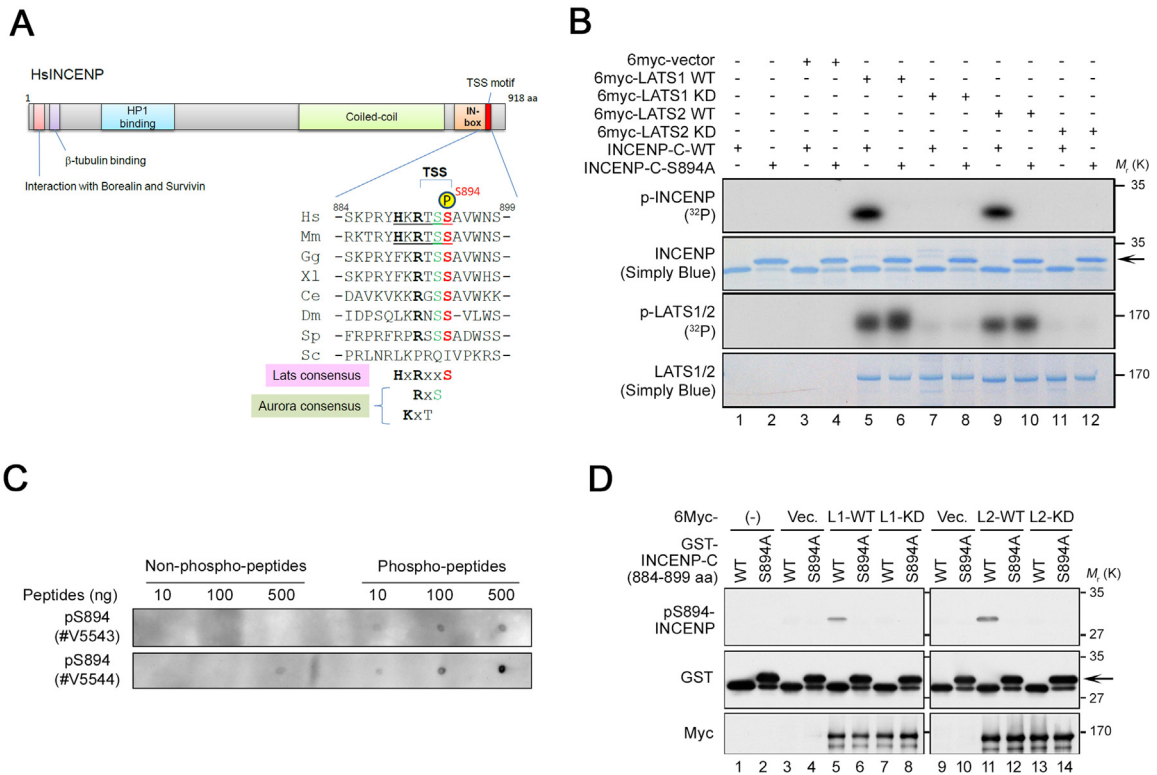 A
HsINCENP
TSS motif
1
918 aa
HP1 binding
Coiled-coil
IN-box
β-tubulin binding
Interaction with Borealin and Survivin
TSS
P
S894
884
899
Hs -SKPRYHKRTSSAVWNS-
Mm -RKTRYHKRTSSAVWNS-
Gg -SKPRYFKRTSSAVWNS-
Xl -SKPRYFKRTSSAVWNS-
Ce -DAVKVKKRGSSAVWKK-
Dm -IDPSQLKRNSS-VLWS-
Sp -RPRPRFRPRSSSADWSS-
Sc -PRLNRLKPRQIVPKRS-
Lats consensus HxRxxS
Aurora consensus
RxS
KxT
B
6myc-vector - - + + - - - - - - - -
6myc-LATS1 WT - - - - + + - - - - - -
6myc-LATS1 KD - - - - - - + + - - - -
6myc-LATS2 WT - - - - - - - - + + - -
6myc-LATS2 KD - - - - - - - - - - + +
INCENP-C-WT + - + - + - + - + - + -
INCENP-C-S894A - + - + - + - + - + - +
Mr (K)
p-INCENP (32P)
35
INCENP (Simply Blue)
35
p-LATS1/2 (32P)
170
LATS1/2 (Simply Blue)
170
1 2 3 4 5 6 7 8 9 10 11 12
C
Non-phospho-peptides Phospho-peptides
Peptides (ng) 10 100 500 10 100 500
pS894 (#V5543)
pS894 (#V5544)
D
6Myc- (-) Vec. L1-WT L1-KD Vec. L2-WT L2-KD
GST-INCENP-C (884-899 aa) WT S894A WT S894A WT S894A WT S894A WT S894A WT S894A WT S894A
Mr (K)
pS894-INCENP
35
27
GST
35
27
Myc
170
1 2 3 4 5 6 7 8 9 10 11 12 13 14